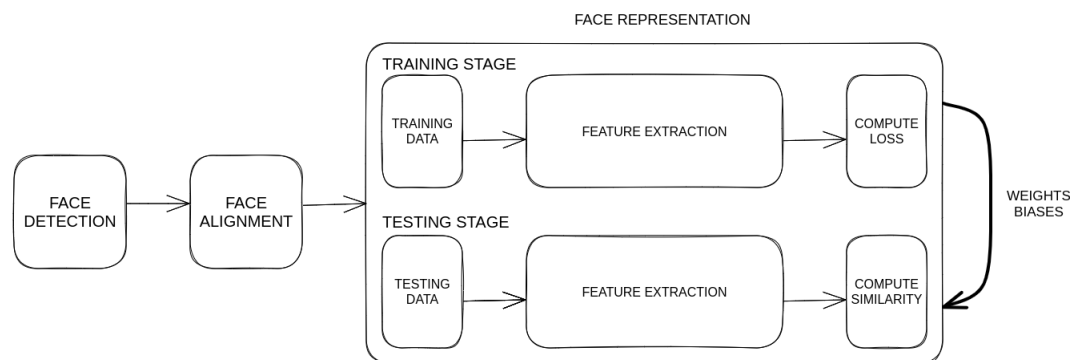 FACE REPRESENTATION
TRAINING STAGE
TRAINING
DATA
FEATURE EXTRACTION
COMPUTE
LOSS
FACE
DETECTION
FACE
ALIGNMENT
WEIGHTS
BIASES
TESTING STAGE
TESTING
DATA
FEATURE EXTRACTION
COMPUTE
SIMILARITY